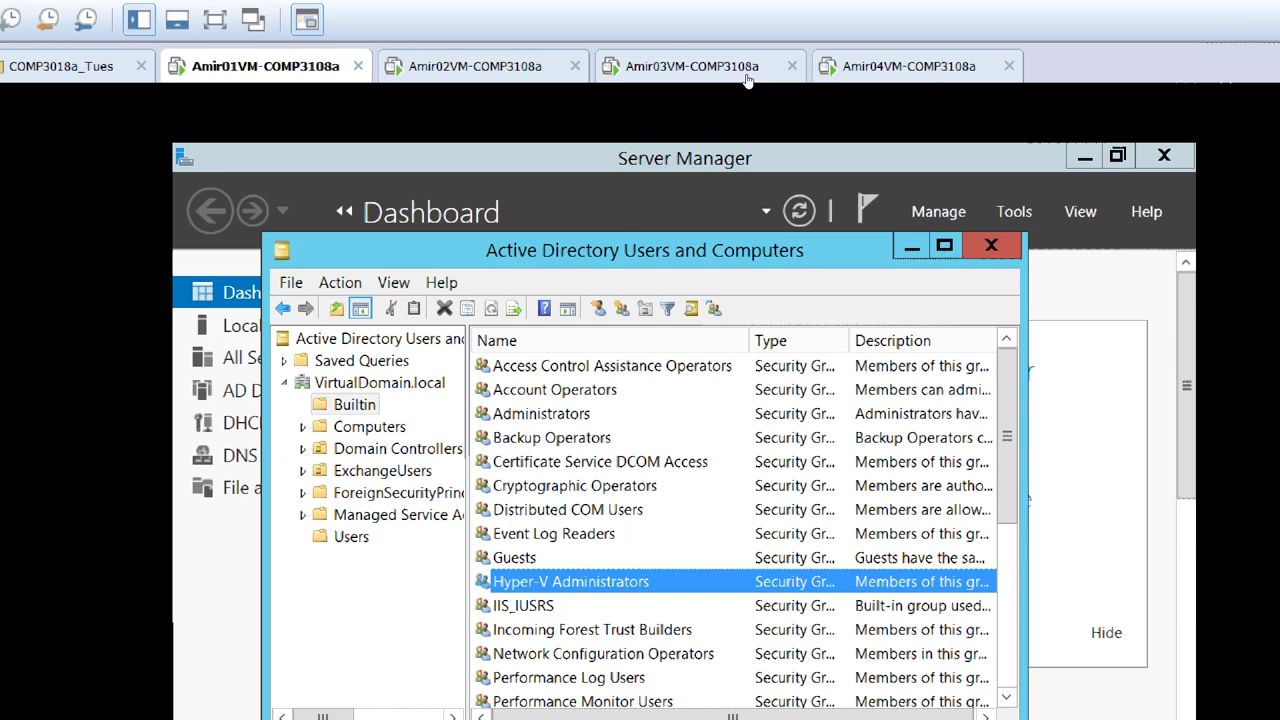 COMP3018a_Tues
Amir01VM-COMP3108a
Amir02VM-COMP3108a
Amir03VM-COMP3108a
Amir04VM-COMP3108a
Server Manager
Dashboard
Manage Tools View Help
Active Directory Users and Computers
File Action View Help
Dash
Local
All Se
AD D
DHC
DNS
File a
Active Directory Users and
Saved Queries
VirtualDomain.local
Builtin
Computers
Domain Controllers
ExchangeUsers
ForeignSecurityPrinc
Managed Service Ac
Users
Name Type Description
Access Control Assistance Operators Security Gr... Members of this gr...
Account Operators Security Gr... Members can admi...
Administrators Security Gr... Administrators hav...
Backup Operators Security Gr... Backup Operators c...
Certificate Service DCOM Access Security Gr... Members of this gr...
Cryptographic Operators Security Gr... Members are autho...
Distributed COM Users Security Gr... Members are allow...
Event Log Readers Security Gr... Members of this gr...
Guests Security Gr... Guests have the sa...
Hyper-V Administrators Security Gr... Members of this gr...
IIS_IUSRS Security Gr... Built-in group used...
Incoming Forest Trust Builders Security Gr... Members of this gr...
Network Configuration Operators Security Gr... Members in this gr...
Performance Log Users Security Gr... Members of this gr...
Performance Monitor Users Security Gr... Members of this gr...
Hide